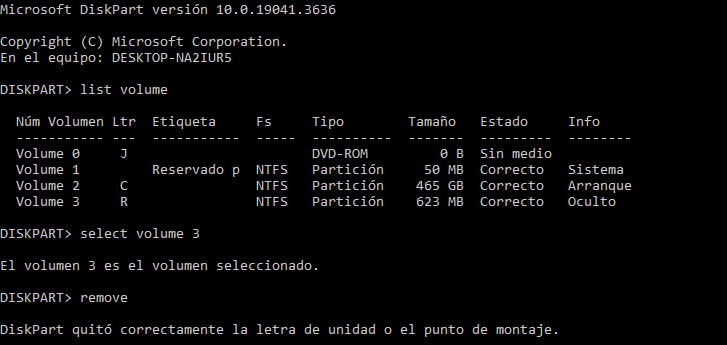 Microsoft DiskPart versión 10.0.19041.3636
Copyright (C) Microsoft Corporation.
En el equipo: DESKTOP-NA2IUR5
DISKPART> list volume
Núm Volumen Ltr Etiqueta Fs Tipo Tamaño Estado Info
----------- --- ----------- ----- ---------- ------- --------- --------
Volume 0 J DVD-ROM 0 B Sin medio
Volume 1 Reservado p NTFS Partición 50 MB Correcto Sistema
Volume 2 C NTFS Partición 465 GB Correcto Arranque
Volume 3 R NTFS Partición 623 MB Correcto Oculto
DISKPART> select volume 3
El volumen 3 es el volumen seleccionado.
DISKPART> remove
DiskPart quitó correctamente la letra de unidad o el punto de montaje.